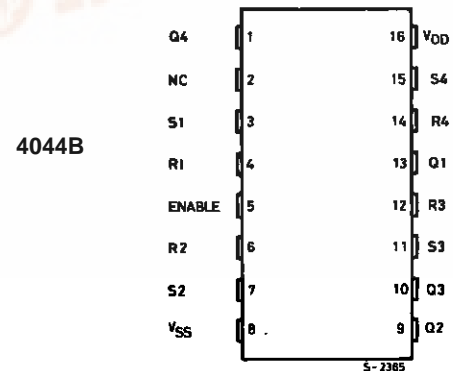 4044B
Q4 1 16 VDD
NC 2 15 S4
S1 3 14 R4
R1 4 13 Q1
ENABLE 5 12 R3
R2 6 11 S3
S2 7 10 Q3
VSS 8 9 Q2
S-2365